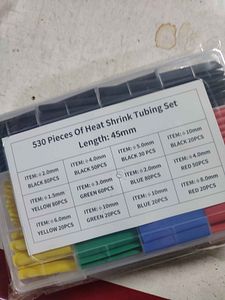 530 Pieces Of Heat Shrink Tubing Set
Length: 45mm
ITEM:⌽2.0mm
BLACK 80PCS
ITEM:⌽4.0mm
BLACK 50PCS
ITEM:⌽5.0mm
BLACK 30 PCS
ITEM:⌽10mm
BLACK 20PCS
ITEM:⌽1.5mm
YELLOW 80PCS
ITEM:⌽3.0mm
GREEN 60PCS
ITEM:⌽2.0mm
BLUE 80PCS
ITEM:⌽4.0mm
RED 50PCS
ITEM:⌽6.0mm
YELLOW 20PCS
ITEM:⌽10mm
GREEN 20PCS
ITEM:⌽10mm
BLUE 20PCS
ITEM:⌽8.0mm
RED 20PCS